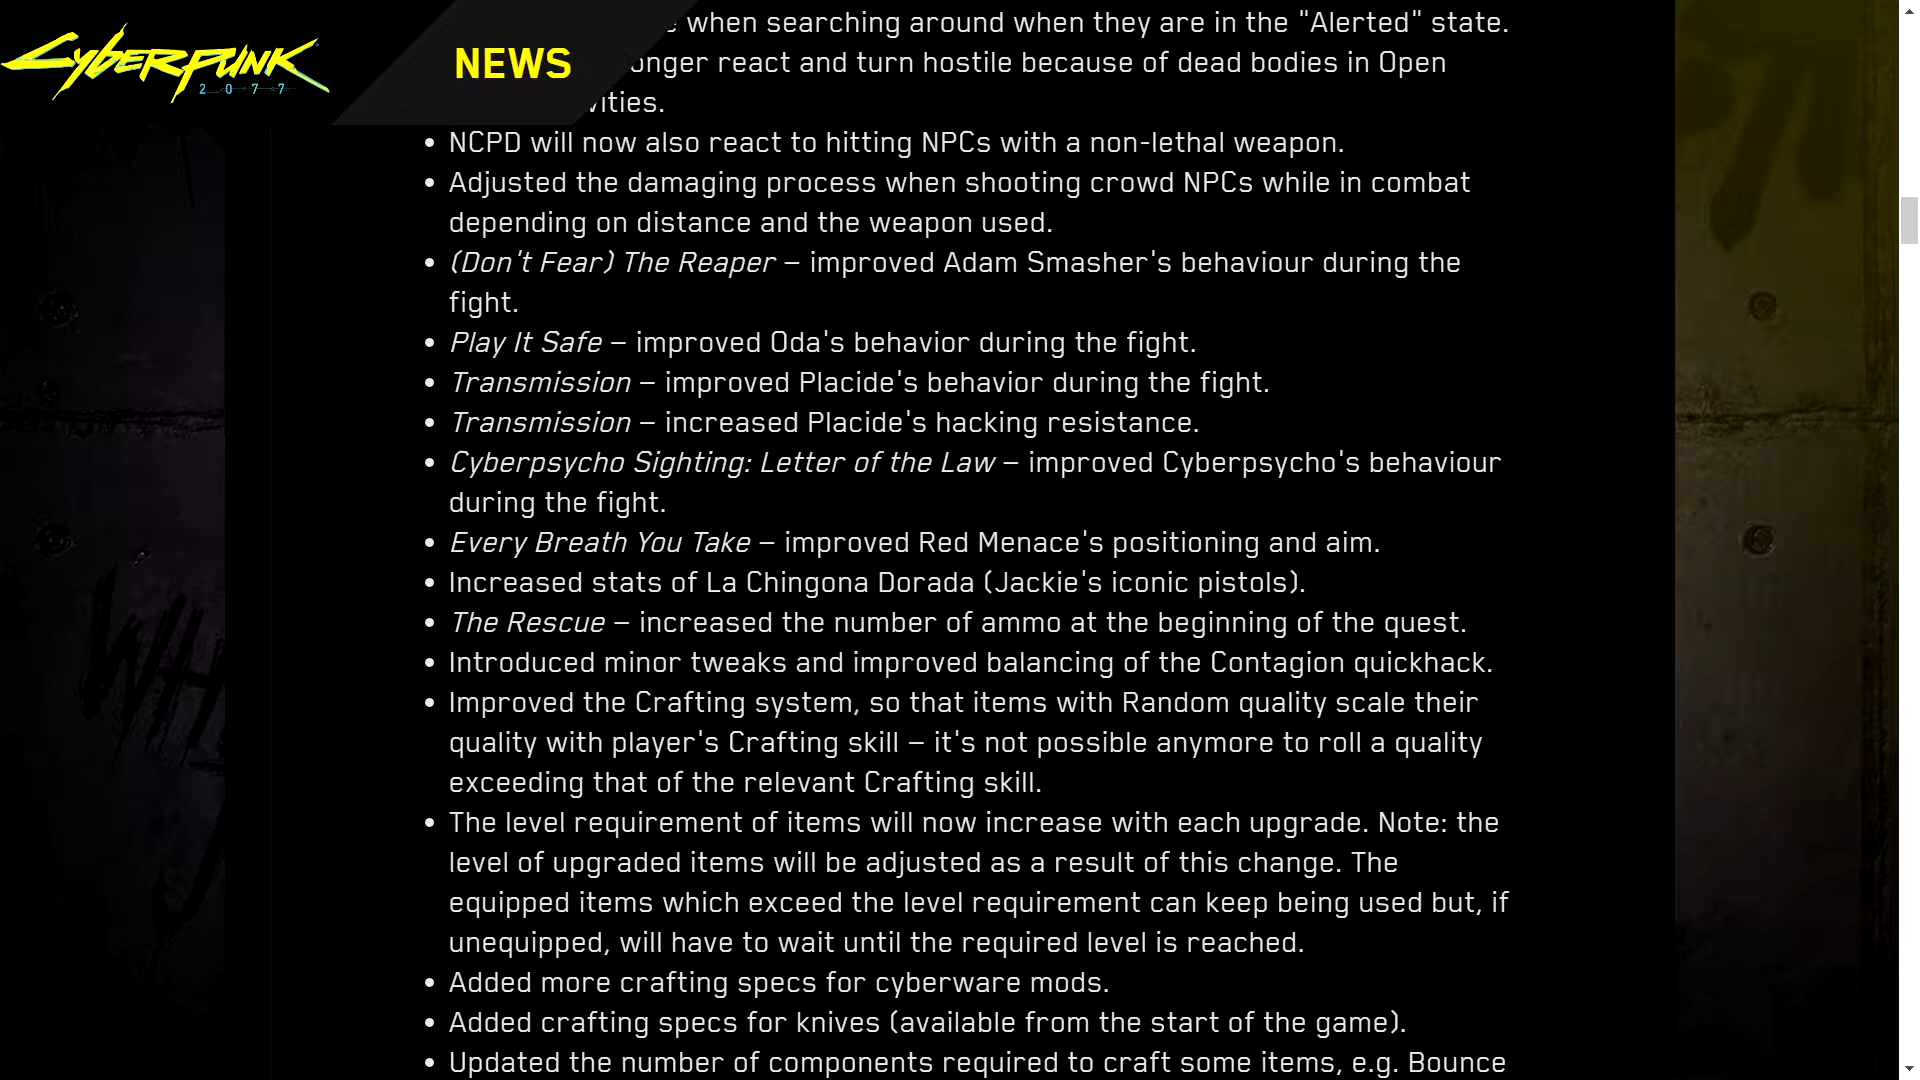 when searching around when they are in the "Alerted" state.
CYBERPUNK
NEWS
onger react and turn hostile because of dead bodies in Open
2077
vities.
• NCPD will now also react to hitting NPCs with a non-lethal weapon.
• Adjusted the damaging process when shooting crowd NPCs while in combat
depending on distance and the weapon used.
• (Don't Fear) The Reaper – improved Adam Smasher's behaviour during the
fight.
• Play It Safe – improved Oda's behavior during the fight.
• Transmission – improved Placide's behavior during the fight.
• Transmission – increased Placide's hacking resistance.
• Cyberpsycho Sighting: Letter of the Law – improved Cyberpsycho's behaviour
during the fight.
• Every Breath You Take – improved Red Menace's positioning and aim.
• Increased stats of La Chingona Dorada (Jackie's iconic pistols).
• The Rescue – increased the number of ammo at the beginning of the quest.
• Introduced minor tweaks and improved balancing of the Contagion quickhack.
• Improved the Crafting system, so that items with Random quality scale their
quality with player's Crafting skill – it's not possible anymore to roll a quality
exceeding that of the relevant Crafting skill.
• The level requirement of items will now increase with each upgrade. Note: the
level of upgraded items will be adjusted as a result of this change. The
equipped items which exceed the level requirement can keep being used but, if
unequipped, will have to wait until the required level is reached.
• Added more crafting specs for cyberware mods.
• Added crafting specs for knives (available from the start of the game).
• Updated the number of components required to craft some items, e.g. Bounce